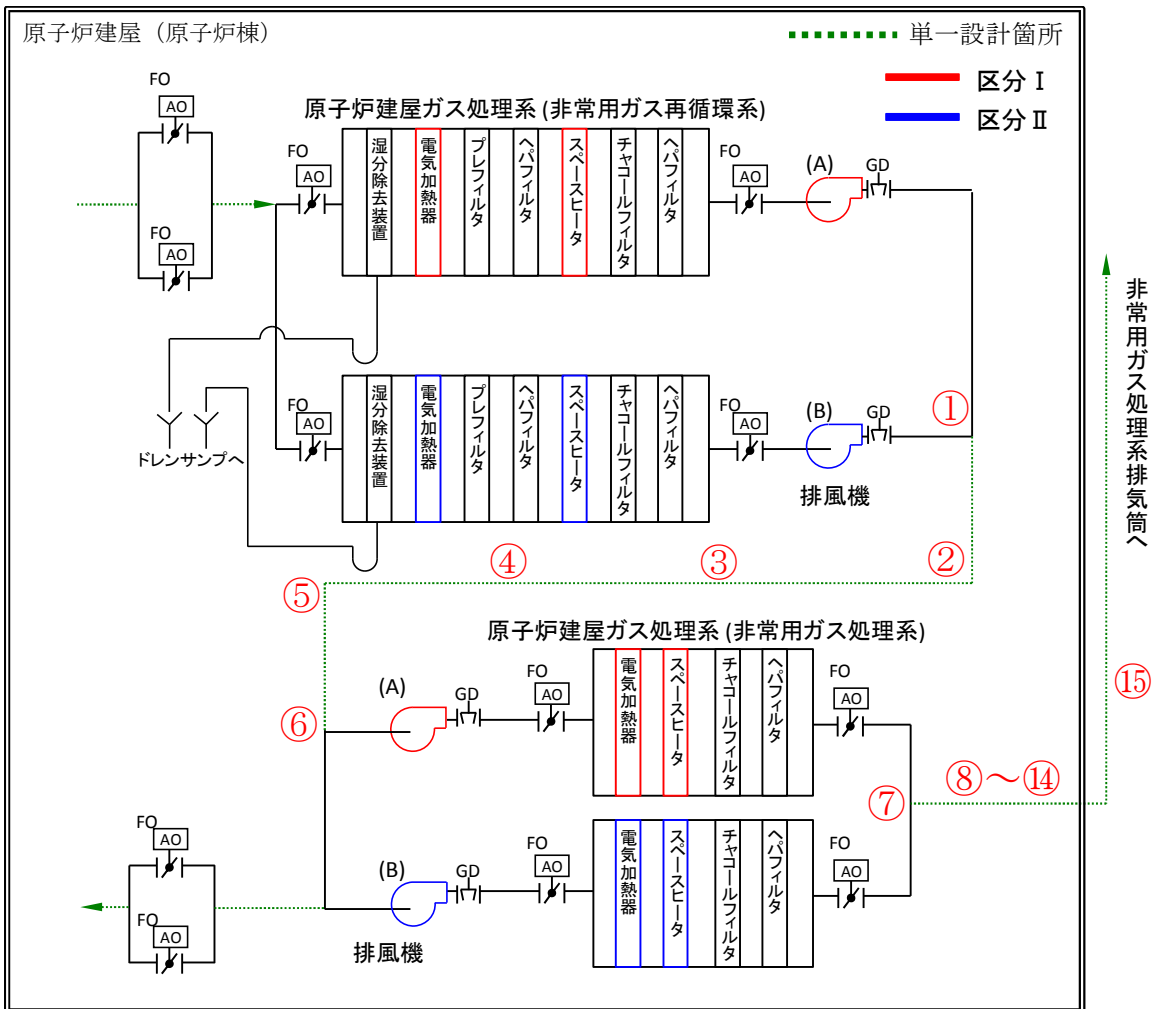 原子炉建屋（原子炉棟）
単一設計箇所
区分Ⅰ
区分Ⅱ
原子炉建屋ガス処理系(非常用ガス再循環系)
FO
AO
FO
AO
FO
AO
湿分除去装置
電気加熱器
プレフィルタ
ヘパフィルタ
スペースヒータ
チャコールフィルタ
ヘパフィルタ
FO
AO
(A)
GD
FO
AO
湿分除去装置
電気加熱器
プレフィルタ
ヘパフィルタ
スペースヒータ
チャコールフィルタ
ヘパフィルタ
FO
AO
(B)
GD
排風機
ドレンサンプへ
①
②
③
④
⑤
⑥
原子炉建屋ガス処理系(非常用ガス処理系)
(A)
GD
FO
AO
電気加熱器
スペースヒータ
チャコールフィルタ
ヘパフィルタ
FO
AO
(B)
GD
FO
AO
電気加熱器
スペースヒータ
チャコールフィルタ
ヘパフィルタ
FO
AO
排風機
FO
AO
FO
AO
⑦
⑧～⑭
⑮
非常用ガス処理系排気筒へ